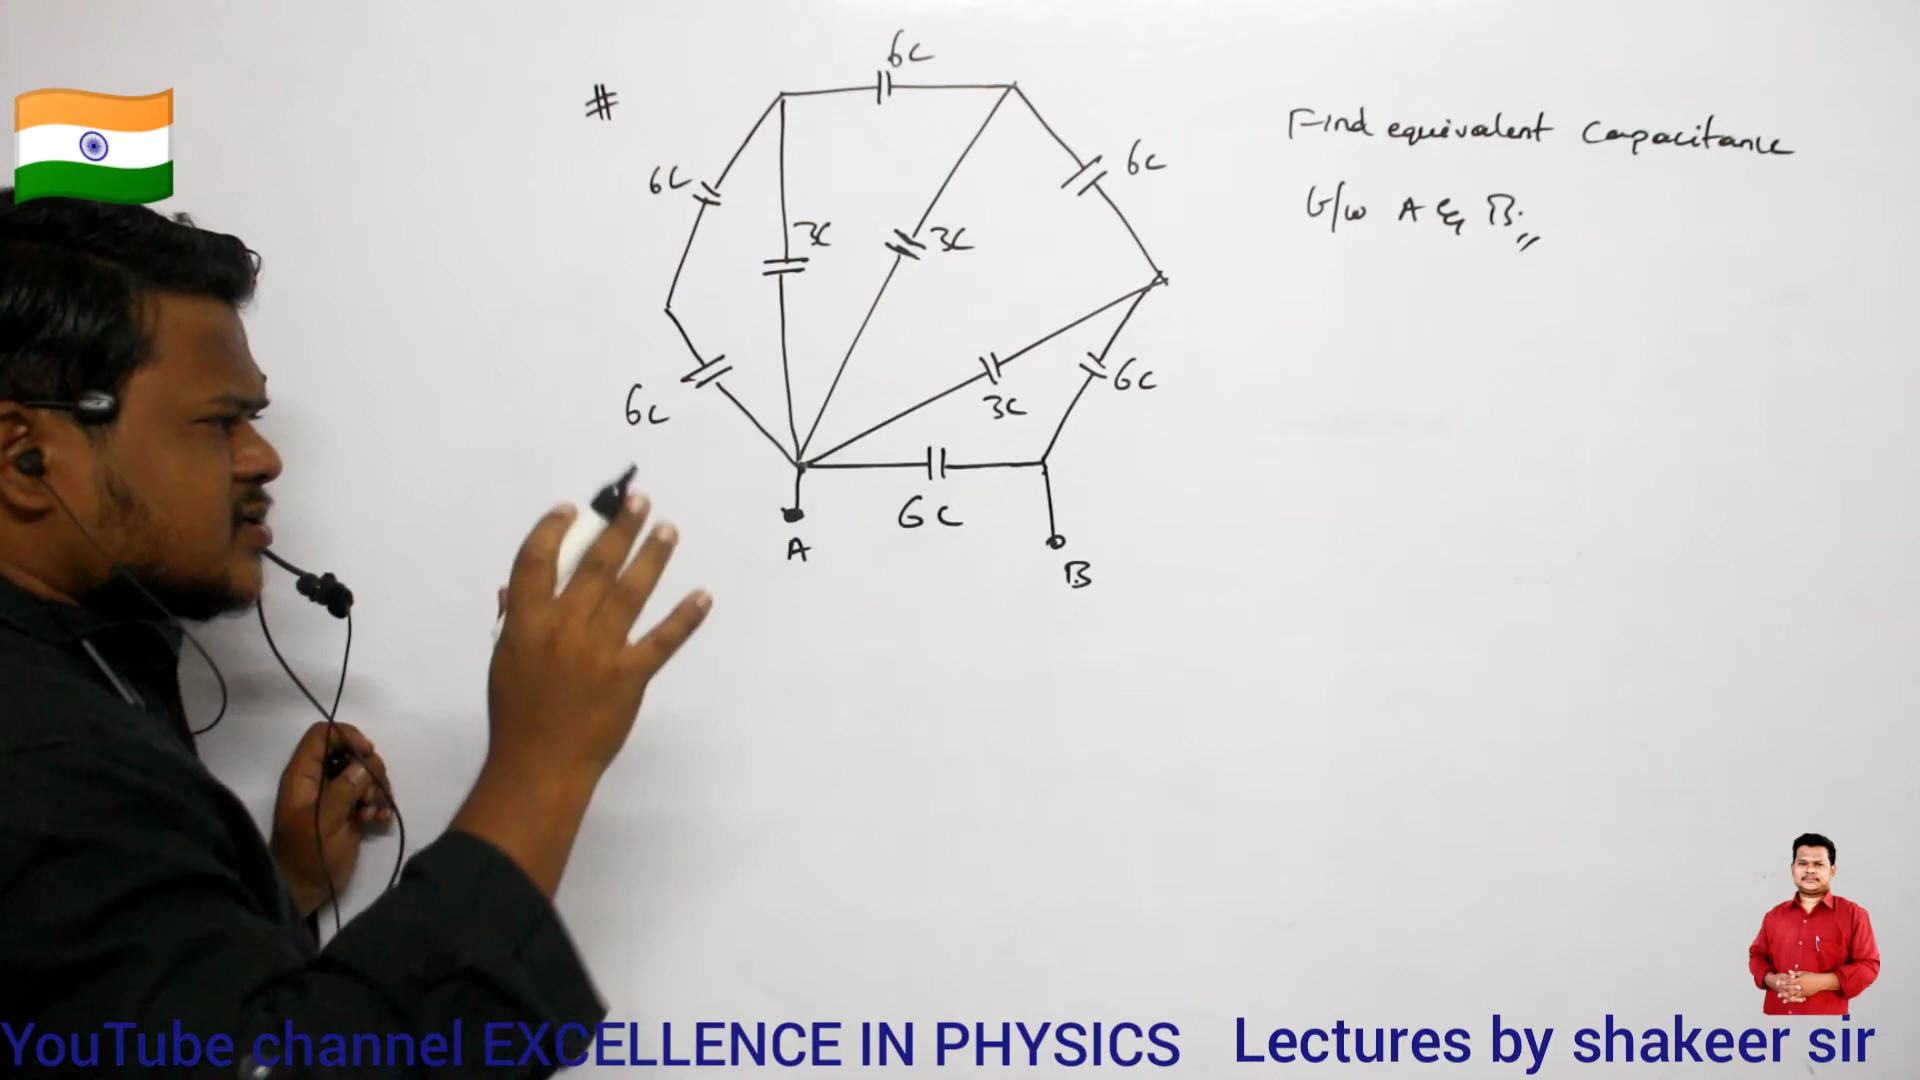 #
6C
6C
6C
3C
3C
6C
3C
6C
6C
A
B
Find equivalent Capacitance
b/w A & B.
YouTube channel EXCELLENCE IN PHYSICS Lectures by shakeer sir